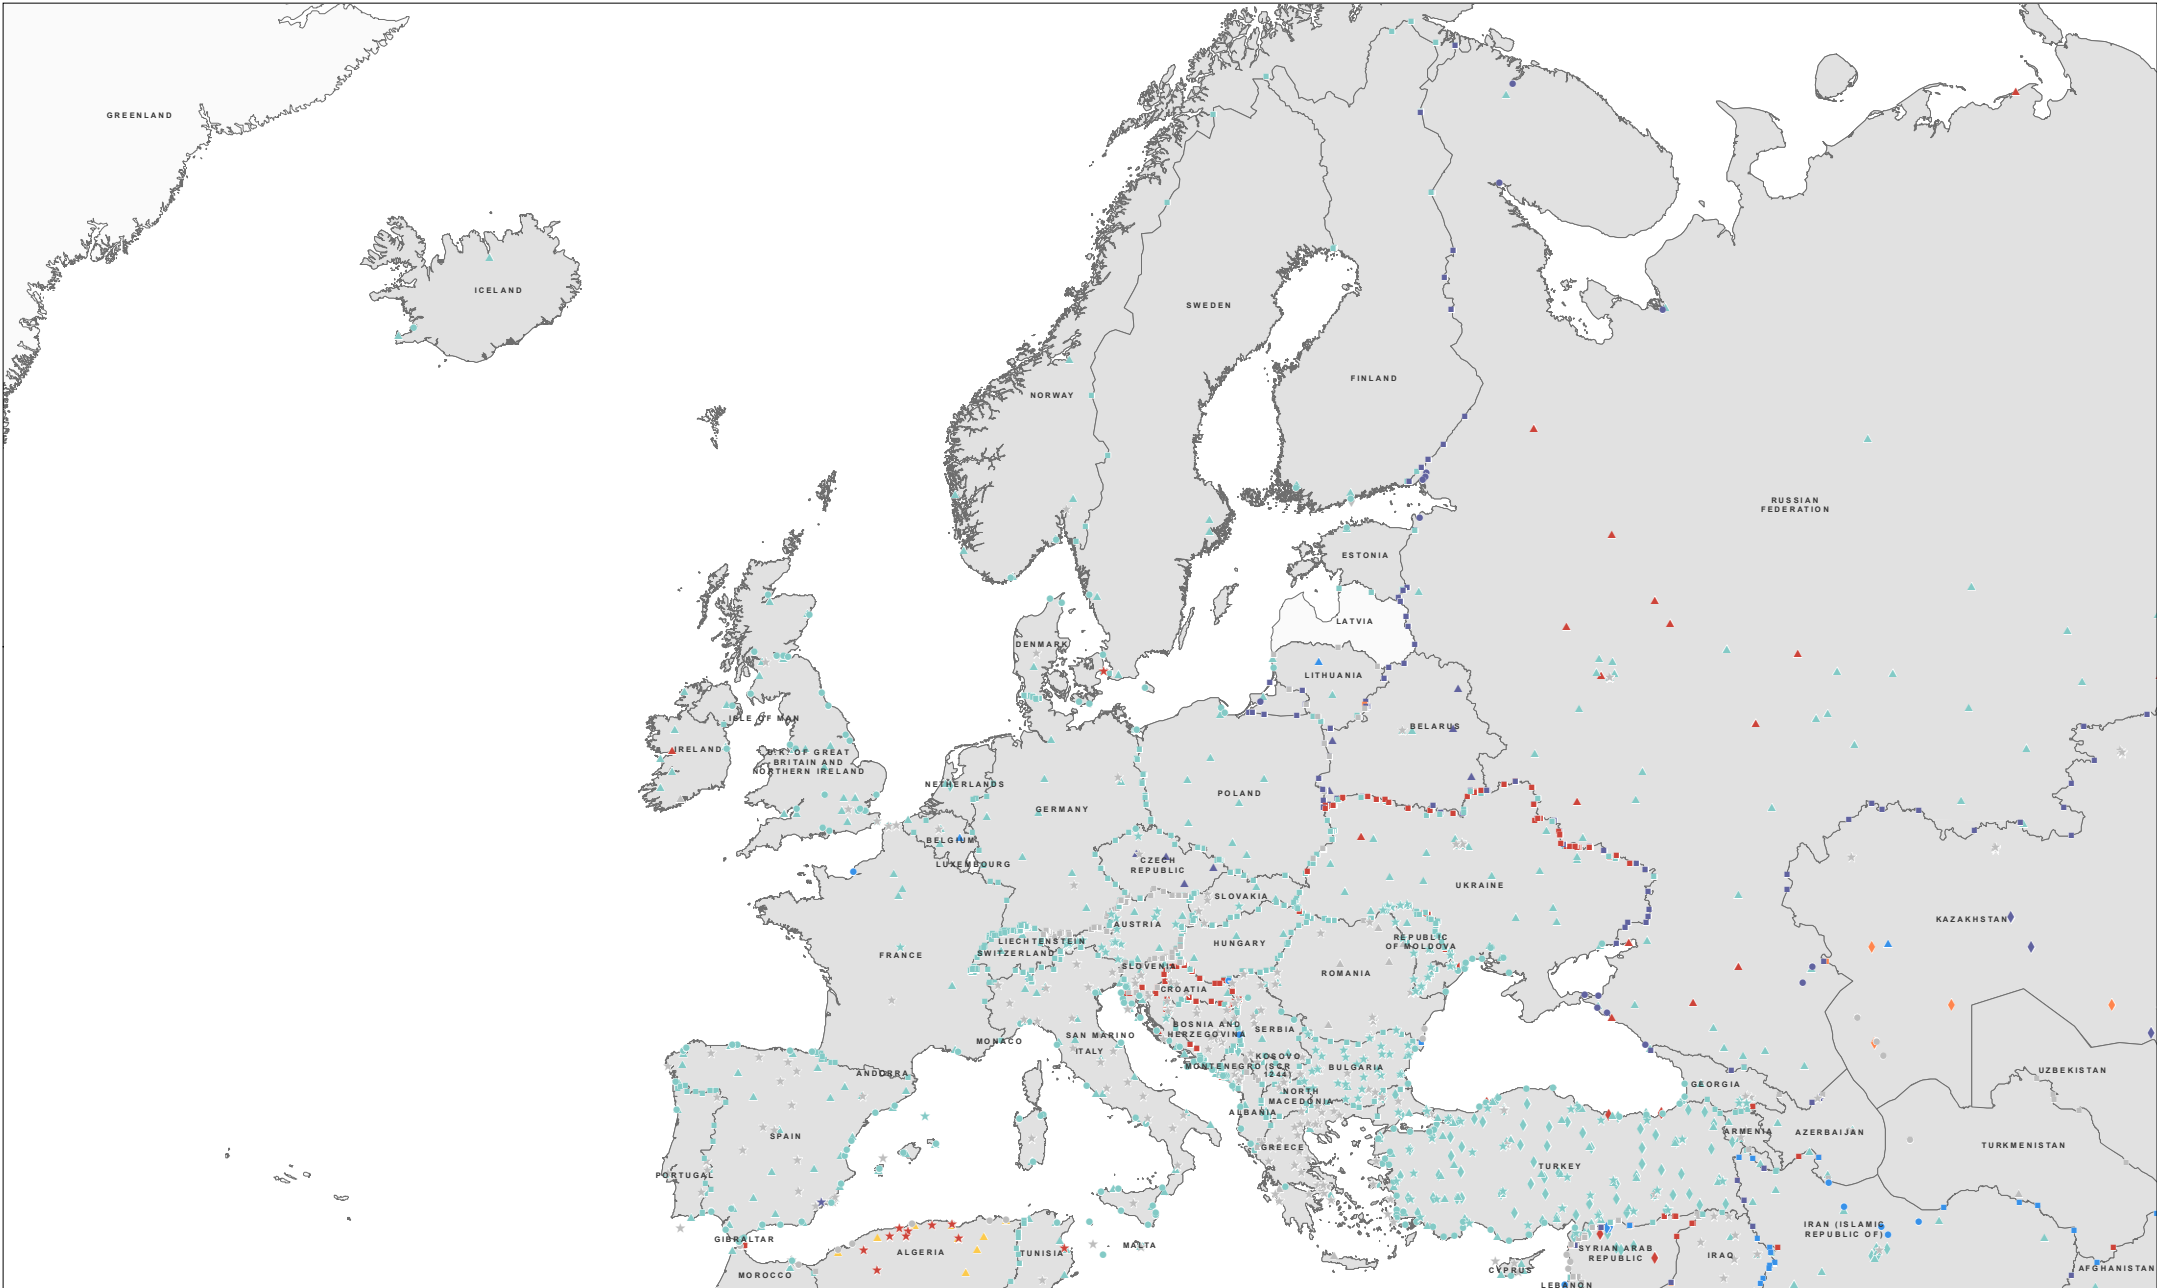 GREENLAND
ICELAND
SWEDEN
FINLAND
NORWAY
RUSSIAN
FEDERATION
ESTONIA
LATVIA
DENMARK
LITHUANIA
ISLE OF MAN
BELARUS
IRELAND
U.K. OF GREAT
BRITAIN AND
NORTHERN IRELAND
NETHERLANDS
POLAND
GERMANY
BELGIUM
LUXEMBOURG
CZECH
REPUBLIC
UKRAINE
SLOVAKIA
KAZAKHSTAN
AUSTRIA
LIECHTENSTEIN
HUNGARY
REPUBLIC
OF MOLDOVA
SWITZERLAND
FRANCE
SLOVENIA
ROMANIA
CROATIA
BOSNIA AND
HERZEGOVINA
SERBIA
SAN MARINO
MONACO
ITALY
KOSOVO
(SCR
1244)
MONTENEGRO
BULGARIA
ANDORRA
UZBEKISTAN
GEORGIA
NORTH
MACEDONIA
ALBANIA
SPAIN
ARMENIA
AZERBAIJAN
GREECE
TURKMENISTAN
TURKEY
PORTUGAL
IRAN (ISLAMIC
REPUBLIC OF)
GIBRALTAR
MALTA
ALGERIA
TUNISIA
SYRIAN ARAB
REPUBLIC
IRAQ
CYPRUS
MOROCCO
AFGHANISTAN
LEBANON